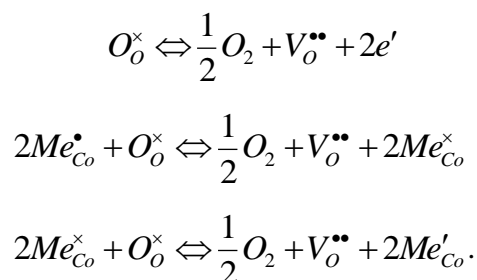 O_O^× ⇔ 1/2 O_2 + V_O^•• + 2e′
2Me_Co^• + O_O^× ⇔ 1/2 O_2 + V_O^•• + 2Me_Co^×
2Me_Co^× + O_O^× ⇔ 1/2 O_2 + V_O^•• + 2Me′_Co.